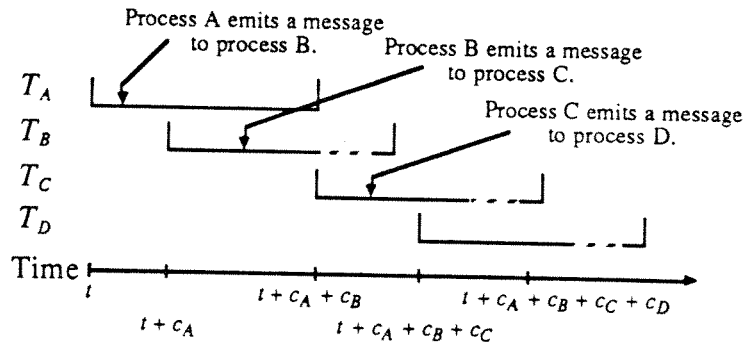 Process A emits a message
to process B.
Process B emits a message
to process C.
Process C emits a message
to process D.
T_A
T_B
T_C
T_D
Time
t
t + c_A
t + c_A + c_B
t + c_A + c_B + c_C
t + c_A + c_B + c_C + c_D